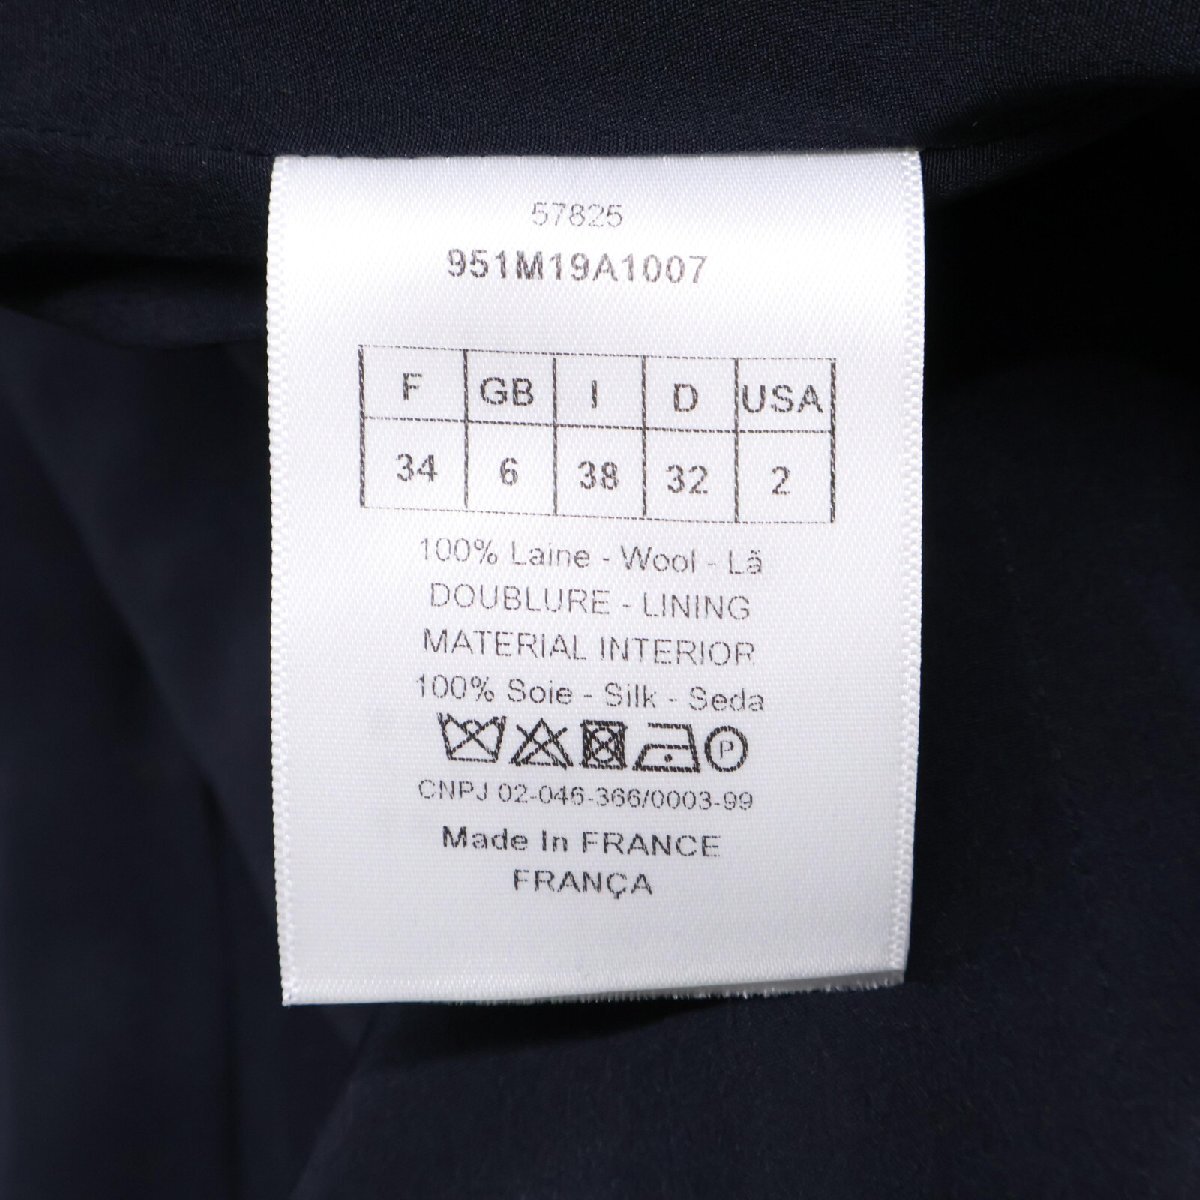 57825
951M19A1007
F GB I D USA
34 6 38 32 2
100% Laine - Wool - Lã
DOUBLURE - LINING
MATERIAL INTERIOR
100% Soie - Silk - Seda
P
CNPJ 02-046-366/0003-99
Made In FRANCE
FRANÇA